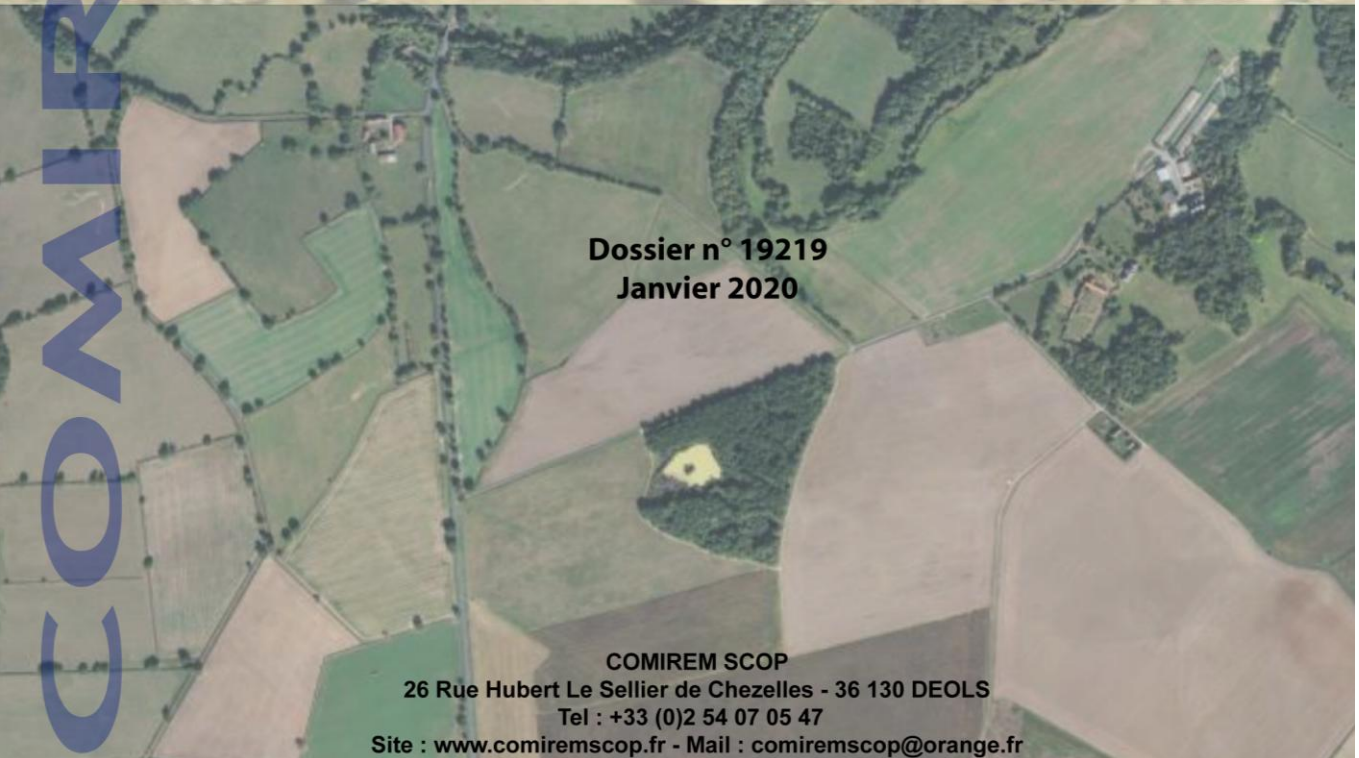 COMIR
Dossier n° 19219
Janvier 2020
COMIREM SCOP
26 Rue Hubert Le Sellier de Chezelles - 36 130 DEOLS
Tel : +33 (0)2 54 07 05 47
Site : www.comiremscop.fr - Mail : comiremscop@orange.fr